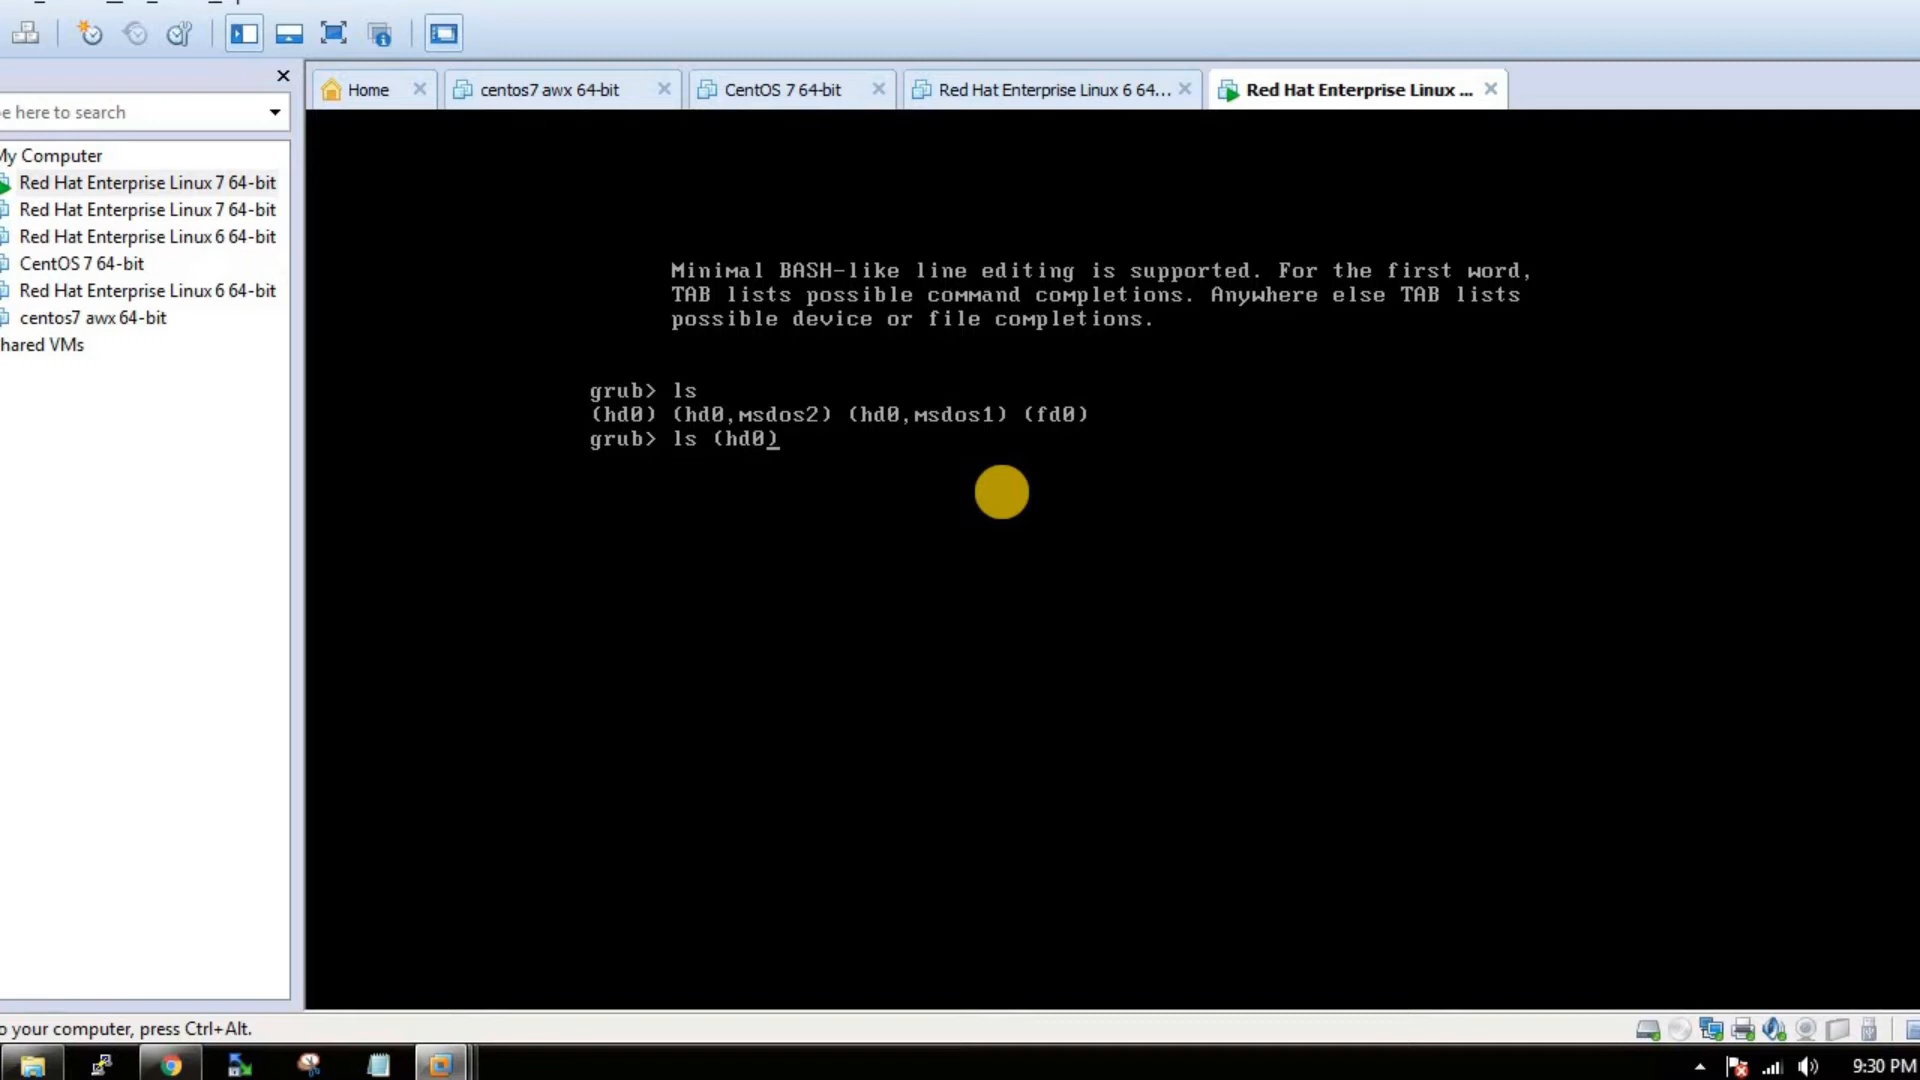 Home
centos7 awx 64-bit
CentOS 7 64-bit
Red Hat Enterprise Linux 6 64...
Red Hat Enterprise Linux ...
e here to search
My Computer
Red Hat Enterprise Linux 7 64-bit
Red Hat Enterprise Linux 7 64-bit
Red Hat Enterprise Linux 6 64-bit
CentOS 7 64-bit
Red Hat Enterprise Linux 6 64-bit
centos7 awx 64-bit
hared VMs
Minimal BASH-like line editing is supported. For the first word,
TAB lists possible command completions. Anywhere else TAB lists
possible device or file completions.
grub> ls
(hd0) (hd0,msdos2) (hd0,msdos1) (fd0)
grub> ls (hd0)_
o your computer, press Ctrl+Alt.
9:30 PM